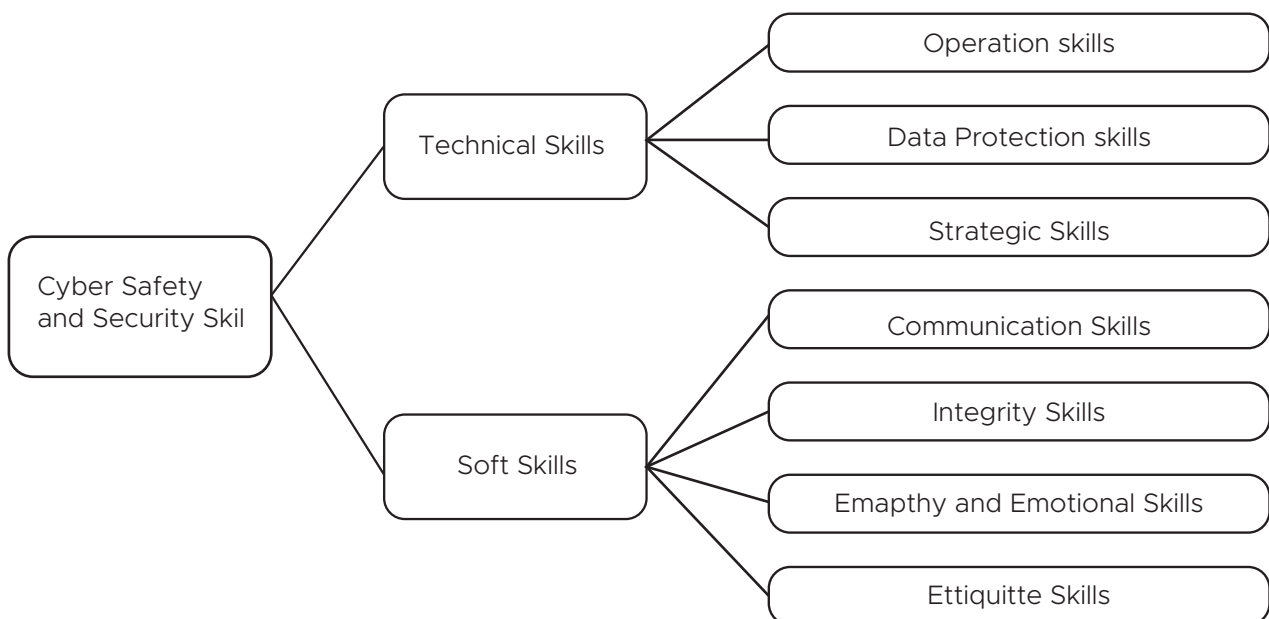 Cyber Safety
and Security Skil
Technical Skills
Operation skills
Data Protection skills
Strategic Skills
Soft Skills
Communication Skills
Integrity Skills
Emapthy and Emotional Skills
Ettiquitte Skills